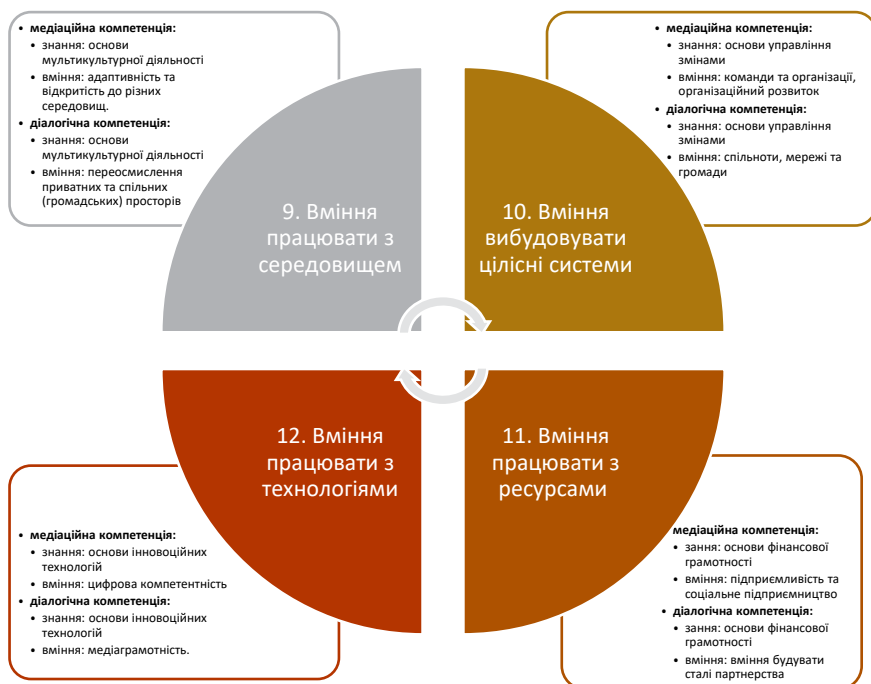 • медіаційна компетенція:
• знання: основи
мультикультурної діяльності
• вміння: адаптивність та
відкритість до різних
середовищ.
• діалогічна компетенція:
• знання: основи
мультикультурної діяльності
• вміння: переосмислення
приватних та спільних
(громадських) просторів
• медіаційна компетенція:
• знання: основи управління
змінами
• вміння: команди та організації,
організаційний розвиток
• діалогічна компетенція:
• знання: основи управління
змінами
• вміння: спільноти, мережі та
громади
9. Вміння
працювати з
середовищем
10. Вміння
вибудовувати
цілісні системи
12. Вміння
працювати з
технологіями
11. Вміння
працювати з
ресурсами
• медіаційна компетенція:
• знання: основи інновоційних
технологій
• вміння: цифрова компетентність
• діалогічна компетенція:
• знання: основи інновоційних
технологій
• вміння: медіаграмотність.
медіаційна компетенція:
• зання: основи фінансової
грамотності
• вміння: підприємливість та
соціальне підприємництво
• діалогічна компетенція:
• зання: основи фінансової
грамотності
• вміння: вміння будувати
сталі партнерства